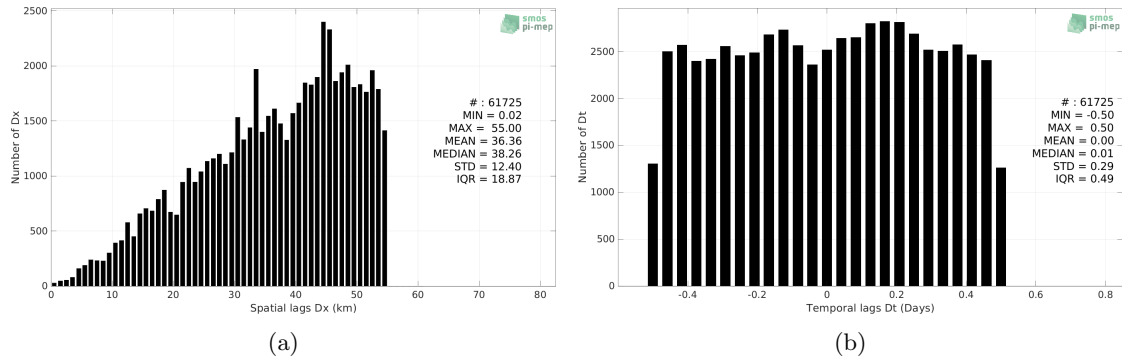 2500
2000
1500
1000
500
0
Number of Dx
0 10 20 30 40 50 60 70 80
Spatial lags Dx (km)
smos
pi-mep
# : 61725
MIN = 0.02
MAX = 55.00
MEAN = 36.36
MEDIAN = 38.26
STD = 12.40
IQR = 18.87
(a)
2500
2000
1500
1000
500
0
Number of Dt
-0.4 -0.2 0 0.2 0.4 0.6 0.8
Temporal lags Dt (Days)
smos
pi-mep
# : 61725
MIN = -0.50
MAX = 0.50
MEAN = 0.00
MEDIAN = 0.01
STD = 0.29
IQR = 0.49
(b)